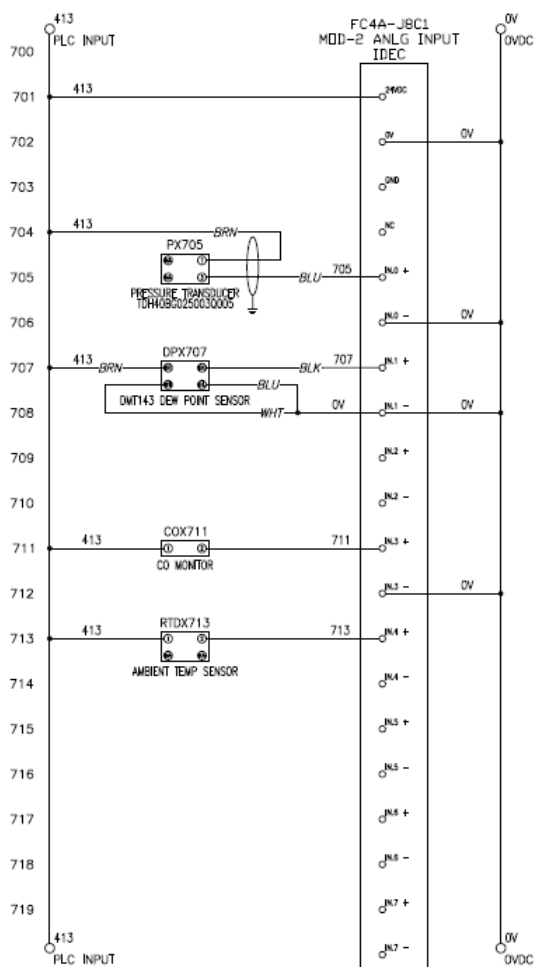 413
PLC INPUT
FC4A-J8C1
MOD-2 ANLG INPUT
IDEC
0V
0VDC
700
701
413
24VDC
702
0V
0V
703
GND
704
413
BRN
NC
PX705
705
BLU
705
IN.0 +
PRESSURE TRANSDUCER
TDH40BG025003Q005
706
IN.0 -
0V
DPX707
707
413
BRN
BLK
707
IN.1 +
BLU
DMT143 DEW POINT SENSOR
708
WHT
0V
IN.1 -
0V
709
IN.2 +
710
IN.2 -
COX711
711
413
1
2
711
IN.3 +
CO MONITOR
712
IN.3 -
0V
RTDX713
713
413
1
2
713
IN.4 +
AMBIENT TEMP SENSOR
714
IN.4 -
715
IN.5 +
716
IN.5 -
717
IN.6 +
718
IN.6 -
719
IN.7 +
413
PLC INPUT
IN.7 -
0V
0VDC